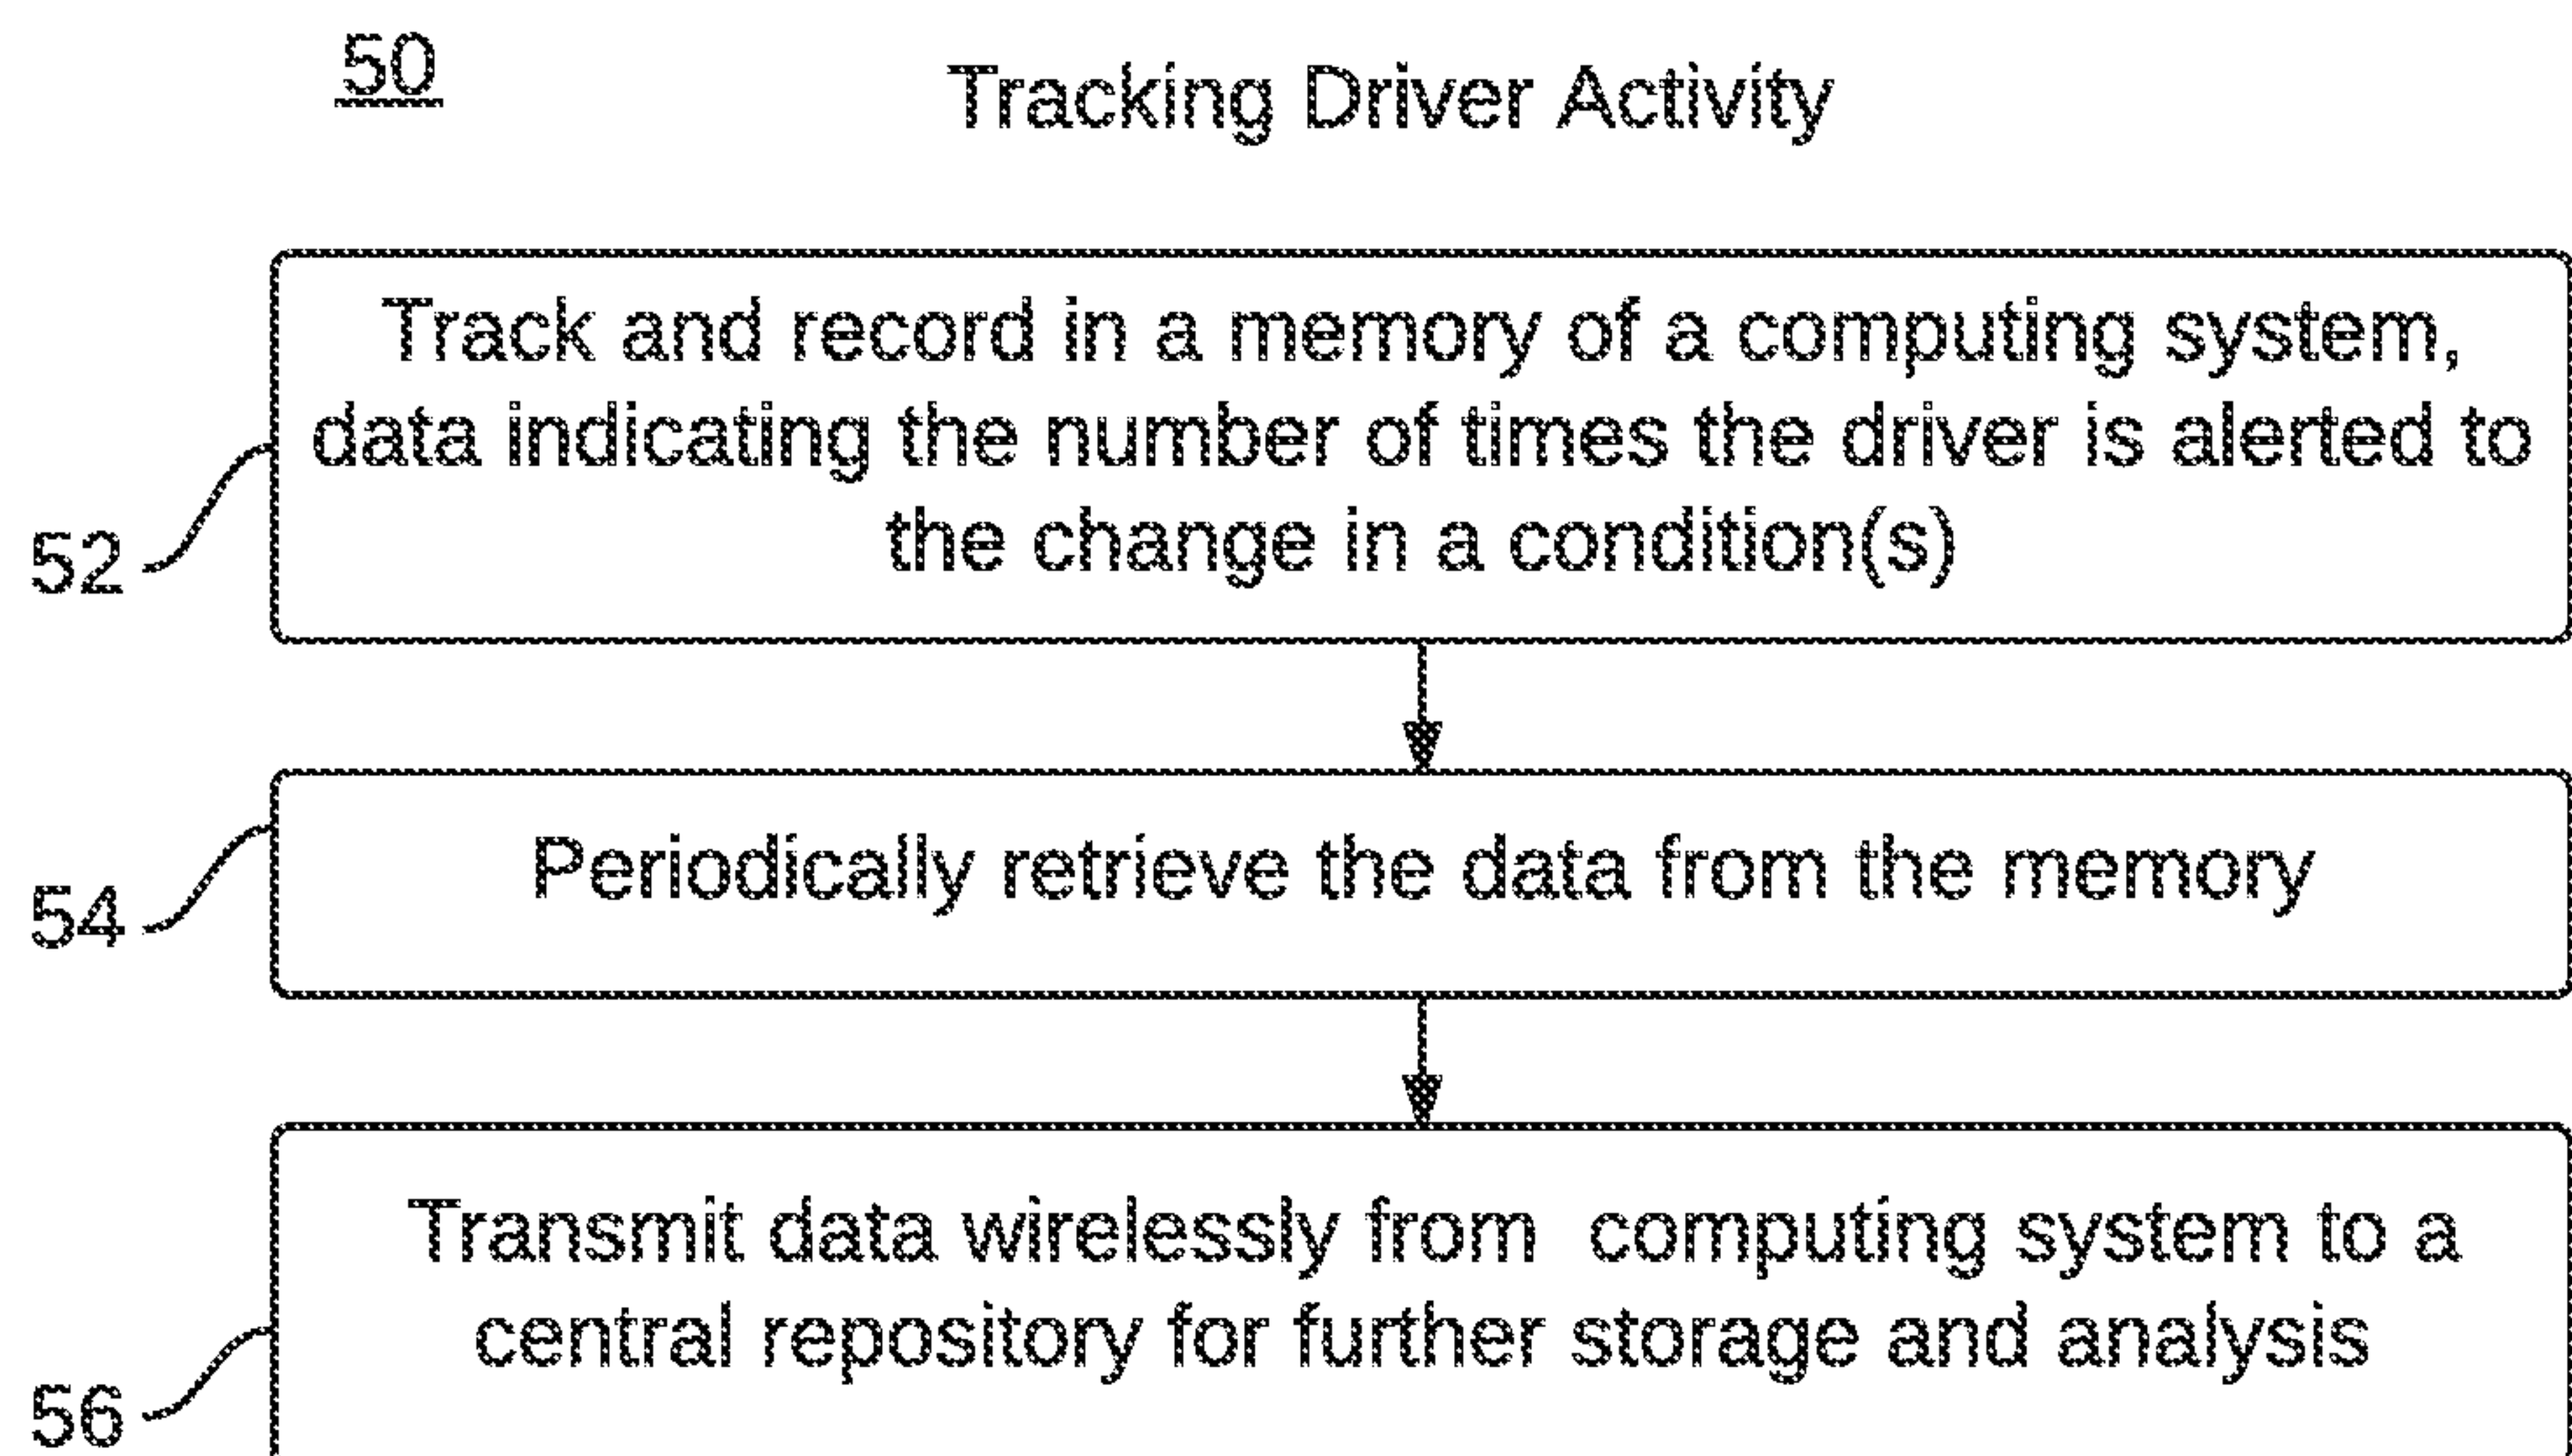 50
Tracking Driver Activity
Track and record in a memory of a computing system,
data indicating the number of times the driver is alerted to
the change in a condition(s)
52
Periodically retrieve the data from the memory
54
Transmit data wirelessly from  computing system to a
central repository for further storage and analysis
56